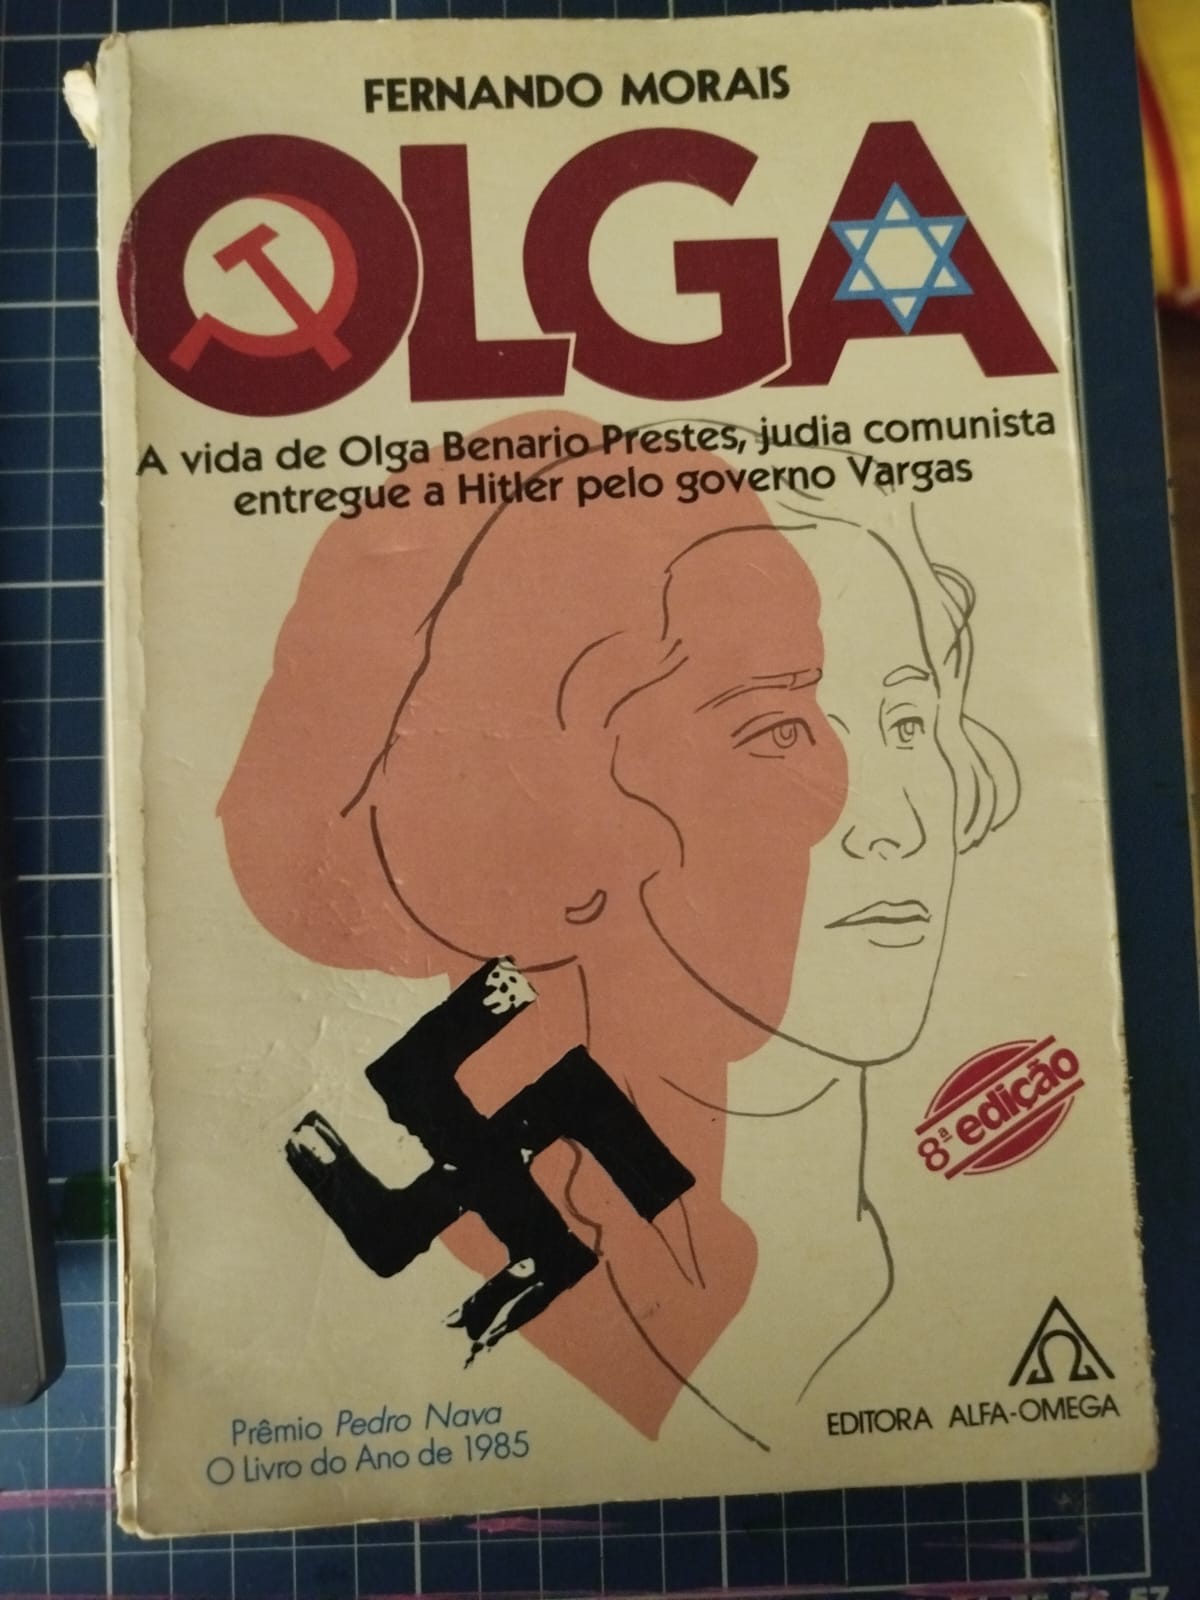 FERNANDO MORAIS
OLGA
A vida de Olga Benario Prestes, judia comunista
entregue a Hitler pelo governo Vargas
8ª edição
Prêmio Pedro Nava
O Livro do Ano de 1985
EDITORA ALFA-OMEGA